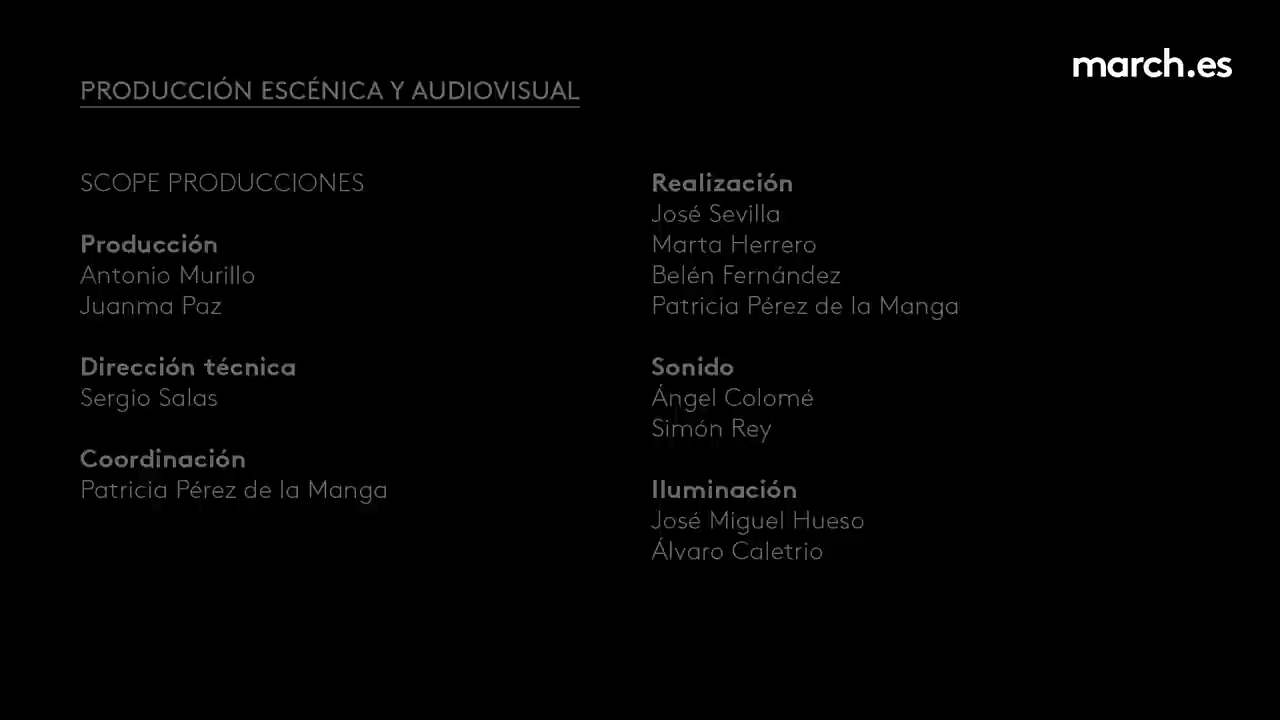 march.es
PRODUCCIÓN ESCÉNICA Y AUDIOVISUAL
SCOPE PRODUCCIONES
Producción
Antonio Murillo
Juanma Paz
Dirección técnica
Sergio Salas
Coordinación
Patricia Pérez de la Manga
Realización
José Sevilla
Marta Herrero
Belén Fernández
Patricia Pérez de la Manga
Sonido
Ángel Colomé
Simón Rey
Iluminación
José Miguel Hueso
Álvaro Caletrio